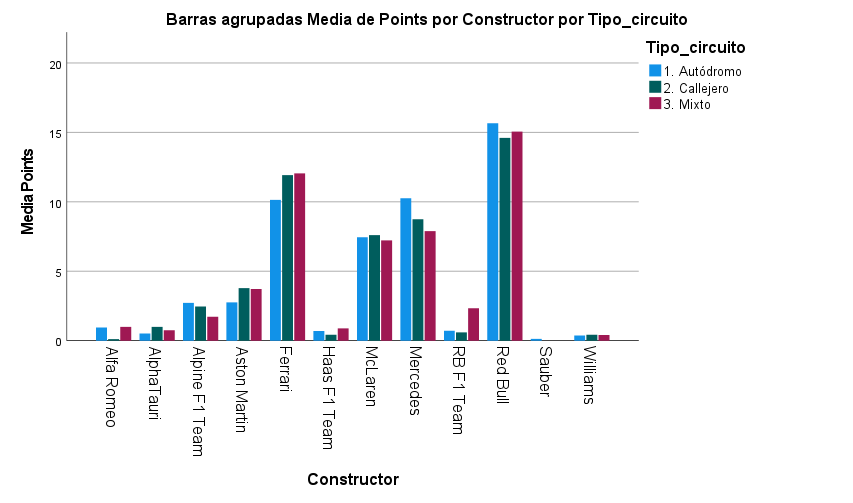 Barras agrupadas Media de Points por Constructor por Tipo_circuito
Tipo_circuito
1. Autódromo
2. Callejero
3. Mixto
Media Points
20
15
10
5
0
Alfa Romeo
AlphaTauri
Alpine F1 Team
Aston Martin
Ferrari
Haas F1 Team
McLaren
Mercedes
RB F1 Team
Red Bull
Sauber
Williams
Constructor